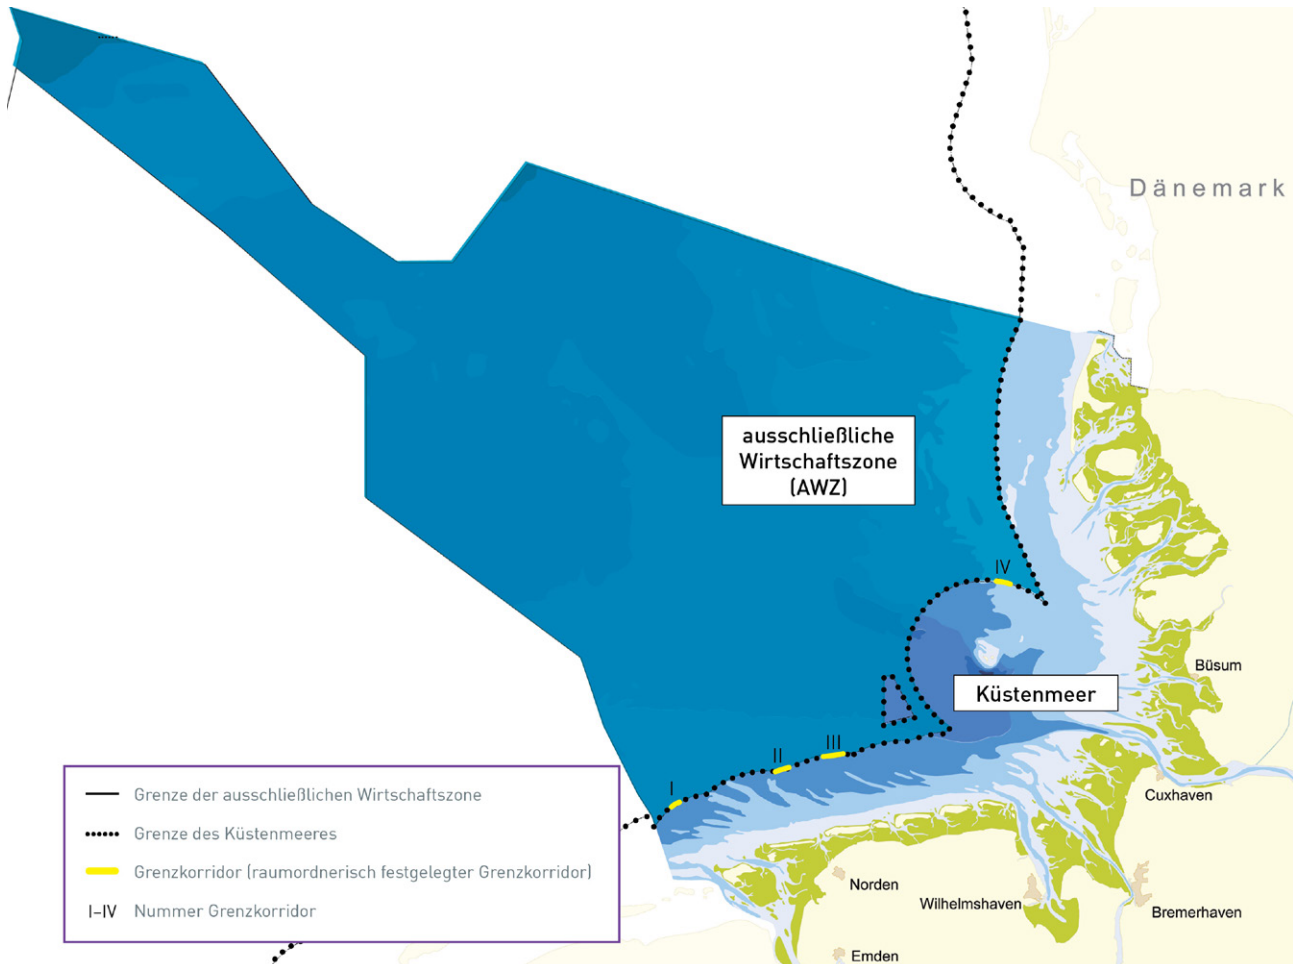 Dänemark
ausschließliche
Wirtschaftszone
(AWZ)
IV
Büsum
Küstenmeer
III
II
I
Cuxhaven
Grenze der ausschließlichen Wirtschaftszone
Grenze des Küstenmeeres
Grenzkorridor (raumordnerisch festgelegter Grenzkorridor)
I–IV Nummer Grenzkorridor
Norden
Wilhelmshaven
Bremerhaven
Emden